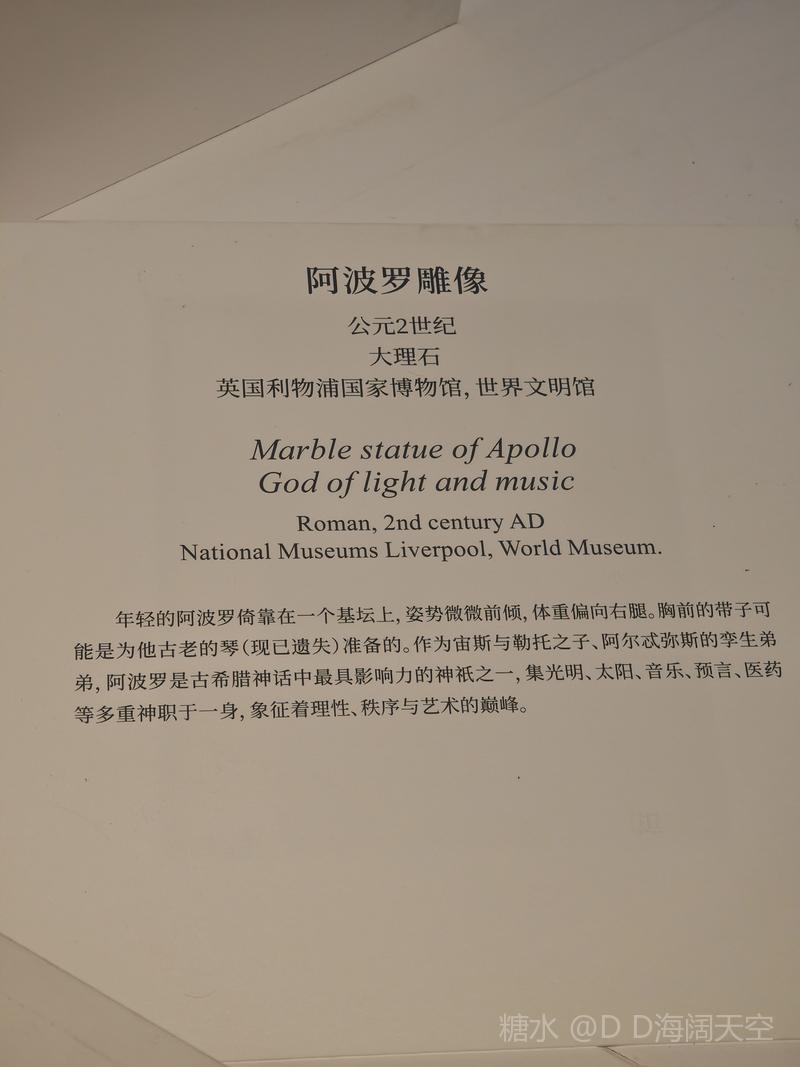 阿波罗雕像
公元2世纪
大理石
英国利物浦国家博物馆, 世界文明馆
Marble statue of Apollo
God of light and music
Roman, 2nd century AD
National Museums Liverpool, World Museum.
年轻的阿波罗倚靠在一个基坛上, 姿势微微前倾, 体重偏向右腿。胸前的带子可
能是为他古老的琴(现已遗失)准备的。作为宙斯与勒托之子、阿尔忒弥斯的孪生弟
弟, 阿波罗是古希腊神话中最具影响力的神祇之一, 集光明、太阳、音乐、预言、医药
等多重神职于一身, 象征着理性、秩序与艺术的巅峰。
糖水 @D D海阔天空